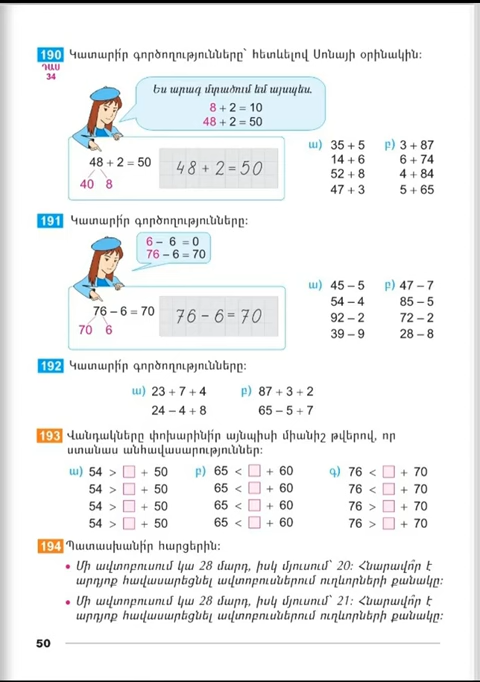 190 Կատարի՛ր գործողությունները՝ հետևելով Սոնայի օրինակին։
ԴԱՍ
34
Ես արագ մտածում եմ այսպես.
8 + 2 = 10
48 + 2 = 50
48 + 2 = 50
40 8
48 + 2 = 50
ա) 35 + 5 բ) 3 + 87
14 + 6 6 + 74
52 + 8 4 + 84
47 + 3 5 + 65
191 Կատարի՛ր գործողությունները։
6 – 6 = 0
76 – 6 = 70
76 – 6 = 70
70 6
76 – 6 = 70
ա) 45 – 5 բ) 47 – 7
54 – 4 85 – 5
92 – 2 72 – 2
39 – 9 28 – 8
192 Կատարի՛ր գործողությունները։
ա) 23 + 7 + 4 բ) 87 + 3 + 2
24 – 4 + 8 65 – 5 + 7
193 Վանդակները փոխարինի՛ր այնպիսի միանիշ թվերով, որ
ստանաս անհավասարություններ։
ա) 54 > □ + 50 բ) 65 < □ + 60 գ) 76 < □ + 70
54 > □ + 50 65 < □ + 60 76 < □ + 70
54 > □ + 50 65 < □ + 60 76 > □ + 70
54 > □ + 50 65 < □ + 60 76 > □ + 70
194 Պատասխանի՛ր հարցերին։
• Մի ավտոբուսում կա 28 մարդ, իսկ մյուսում՝ 20։ Հնարավո՞ր է
արդյոք հավասարեցնել ավտոբուսներում ուղևորների քանակը։
• Մի ավտոբուսում կա 28 մարդ, իսկ մյուսում՝ 21։ Հնարավո՞ր է
արդյոք հավասարեցնել ավտոբուսներում ուղևորների քանակը։
50